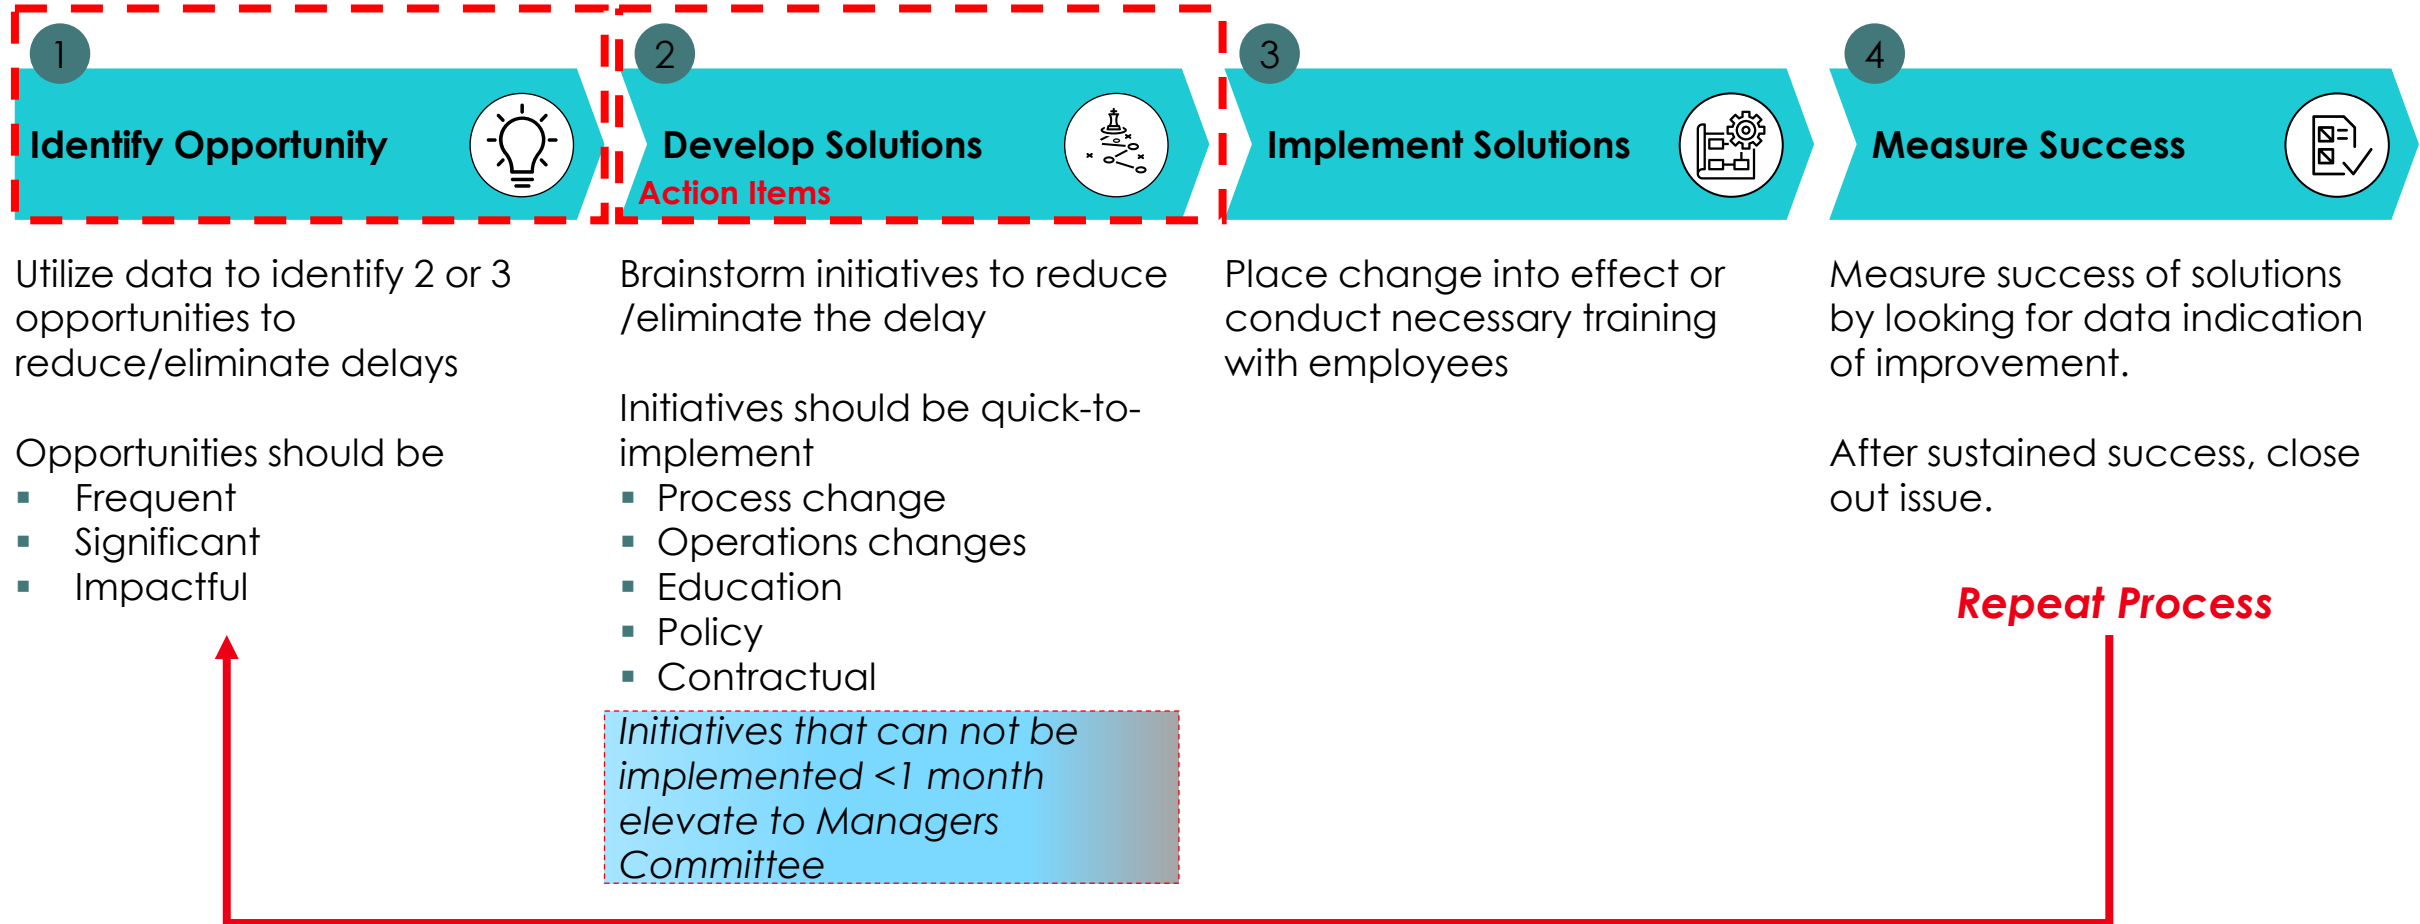 1
Identify Opportunity
Utilize data to identify 2 or 3
opportunities to
reduce/eliminate delays
Opportunities should be
▪ Frequent
▪ Significant
▪ Impactful
2
Develop Solutions
Action Items
Brainstorm initiatives to reduce
/eliminate the delay
Initiatives should be quick-to-
implement
▪ Process change
▪ Operations changes
▪ Education
▪ Policy
▪ Contractual
Initiatives that can not be
implemented <1 month
elevate to Managers
Committee
3
Implement Solutions
Place change into effect or
conduct necessary training
with employees
4
Measure Success
Measure success of solutions
by looking for data indication
of improvement.
After sustained success, close
out issue.
Repeat Process